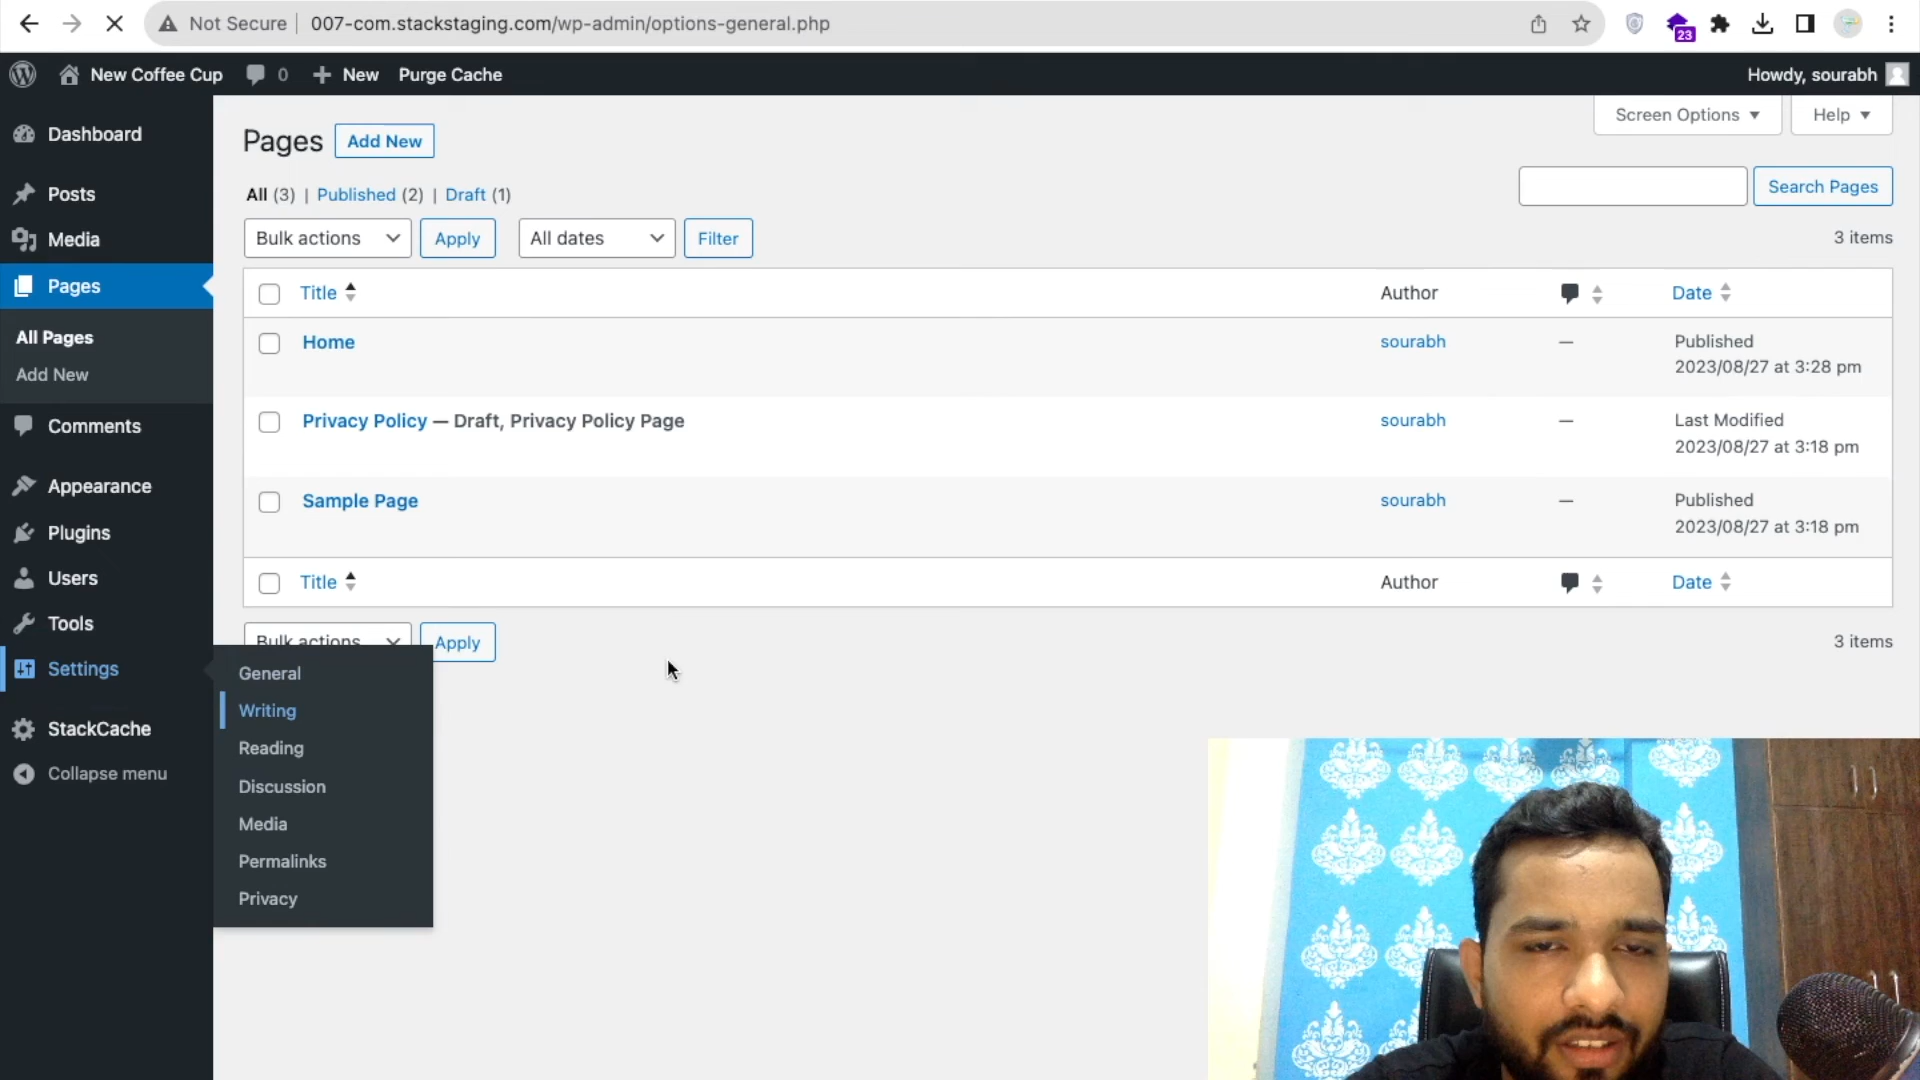 Not Secure 007-com.stackstaging.com/wp-admin/options-general.php
23
New Coffee Cup 0 New Purge Cache Howdy, sourabh
Screen Options Help
Dashboard
Posts
Media
Pages
All Pages
Add New
Comments
Appearance
Plugins
Users
Tools
Settings
StackCache
Collapse menu
General
Writing
Reading
Discussion
Media
Permalinks
Privacy
Pages Add New
All (3) | Published (2) | Draft (1)
Search Pages
Bulk actions Apply All dates Filter 3 items
Title Author Date
Home sourabh — Published
2023/08/27 at 3:28 pm
Privacy Policy — Draft, Privacy Policy Page sourabh — Last Modified
2023/08/27 at 3:18 pm
Sample Page sourabh — Published
2023/08/27 at 3:18 pm
Title Author Date
Bulk actions Apply 3 items